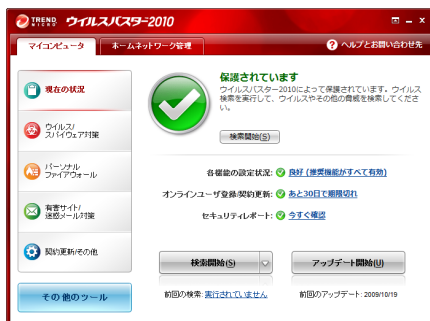 TREND MICRO ウイルスバスター2010
マイコンピュータ
ホームネットワーク管理
ヘルプとお問い合わせ先
現在の状況
ウイルス/
スパイウェア対策
パーソナル
ファイアウォール
有害サイト/
迷惑メール対策
契約更新/その他
その他のツール
保護されています
ウイルスバスター2010によって保護されています。ウイルス
検索を実行して、ウイルスやその他の脅威を検索してくださ
い。
検索開始(S)
各機能の設定状況: 良好 (推奨機能がすべて有効)
オンラインユーザ登録/契約更新: あと30日で期限切れ
セキュリティレポート: 今すぐ確認
検索開始(S)
アップデート開始(U)
前回の検索: 実行されていません
前回のアップデート: 2009/10/19